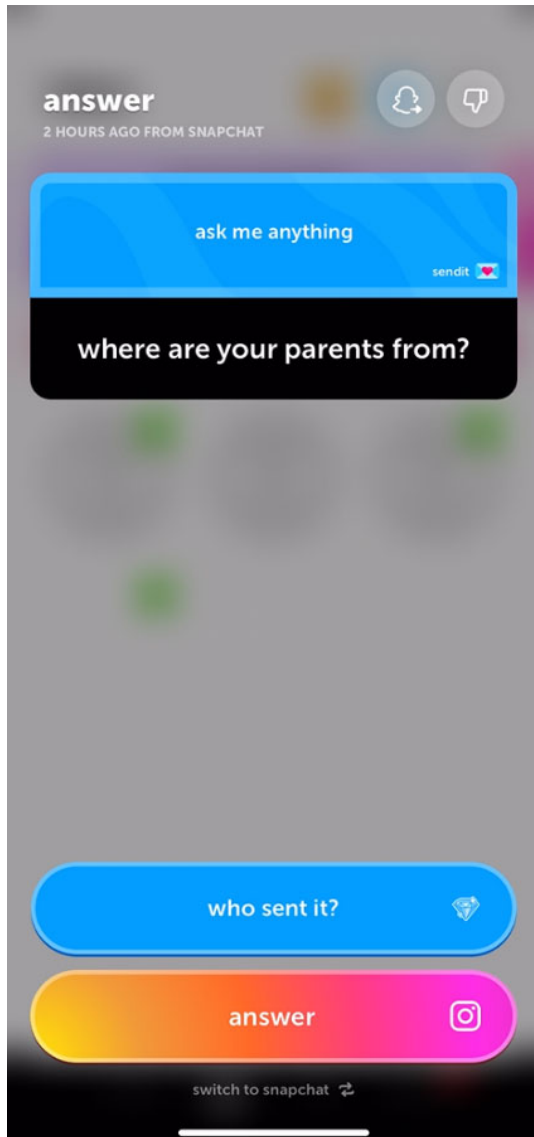 answer
2 HOURS AGO FROM SNAPCHAT
ask me anything
sendit
where are your parents from?
who sent it?
answer
switch to snapchat